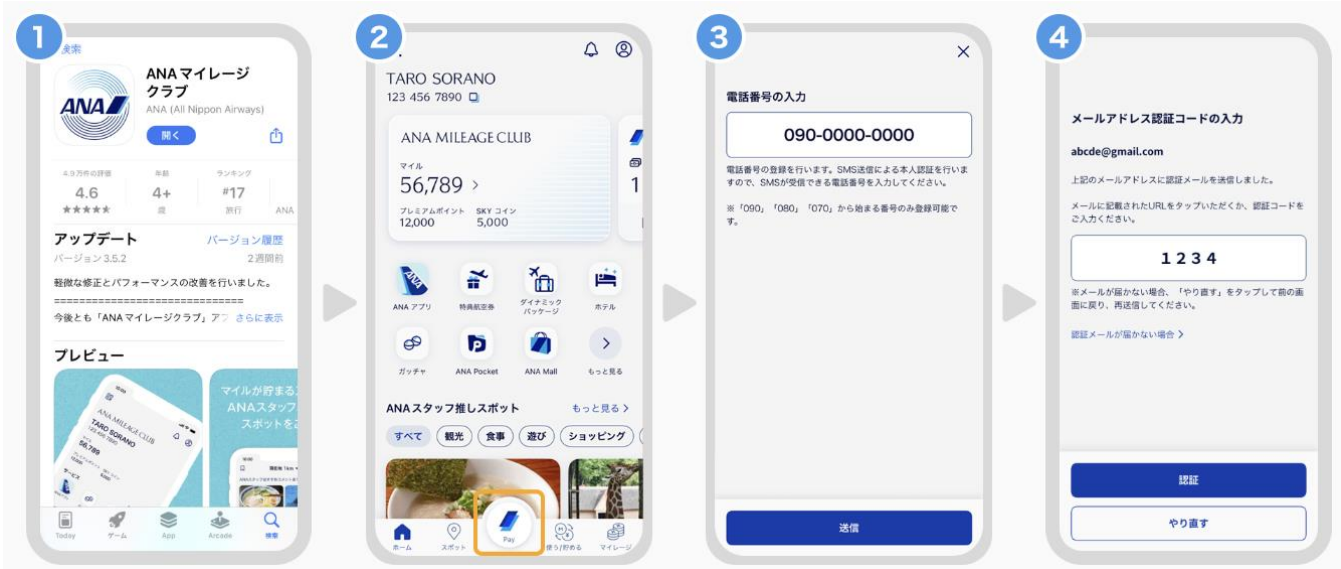 1
検索
ANAマイレージ
クラブ
ANA (All Nippon Airways)
開く
ANA
4.9万件の評価
年齢
ランキング
4.6
4+
#17
★★★★★
歳
旅行
ANA
アップデート
バージョン履歴
バージョン 3.5.2
2週間前
軽微な修正とパフォーマンスの改善を行いました。
==============================
今後とも「ANAマイレージクラブ」アプ さらに表示
プレビュー
ANA MILEAGE CLUB
TARO SORANO
123 456 7890
56,789
サービス
マイルが貯まる
ANAスタッフ
スポットをご
Today
ゲーム
App
Arcade
検索
2
TARO SORANO
123 456 7890
ANA MILEAGE CLUB
マイル
56,789 >
1
プレミアムポイント
SKY コイン
12,000
5,000
ANA アプリ
特典航空券
ダイナミック
パッケージ
ホテル
ガッチャ
ANA Pocket
ANA Mall
もっと見る
ANAスタッフ推しスポット
もっと見る >
すべて
観光
食事
遊び
ショッピング
ホーム
スポット
Pay
使う/貯める
マイレージ
3
電話番号の入力
090-0000-0000
電話番号の登録を行います。SMS送信による本人認証を行いま
すので、SMSが受信できる電話番号を入力してください。
※「090」「080」「070」から始まる番号のみ登録可能で
す。
送信
4
メールアドレス認証コードの入力
abcde@gmail.com
上記のメールアドレスに認証メールを送信しました。
メールに記載されたURLをタップいただくか、認証コードを
ご入力ください。
1 2 3 4
※メールが届かない場合、「やり直す」をタップして前の画
面に戻り、再送信してください。
認証メールが届かない場合 >
認証
やり直す